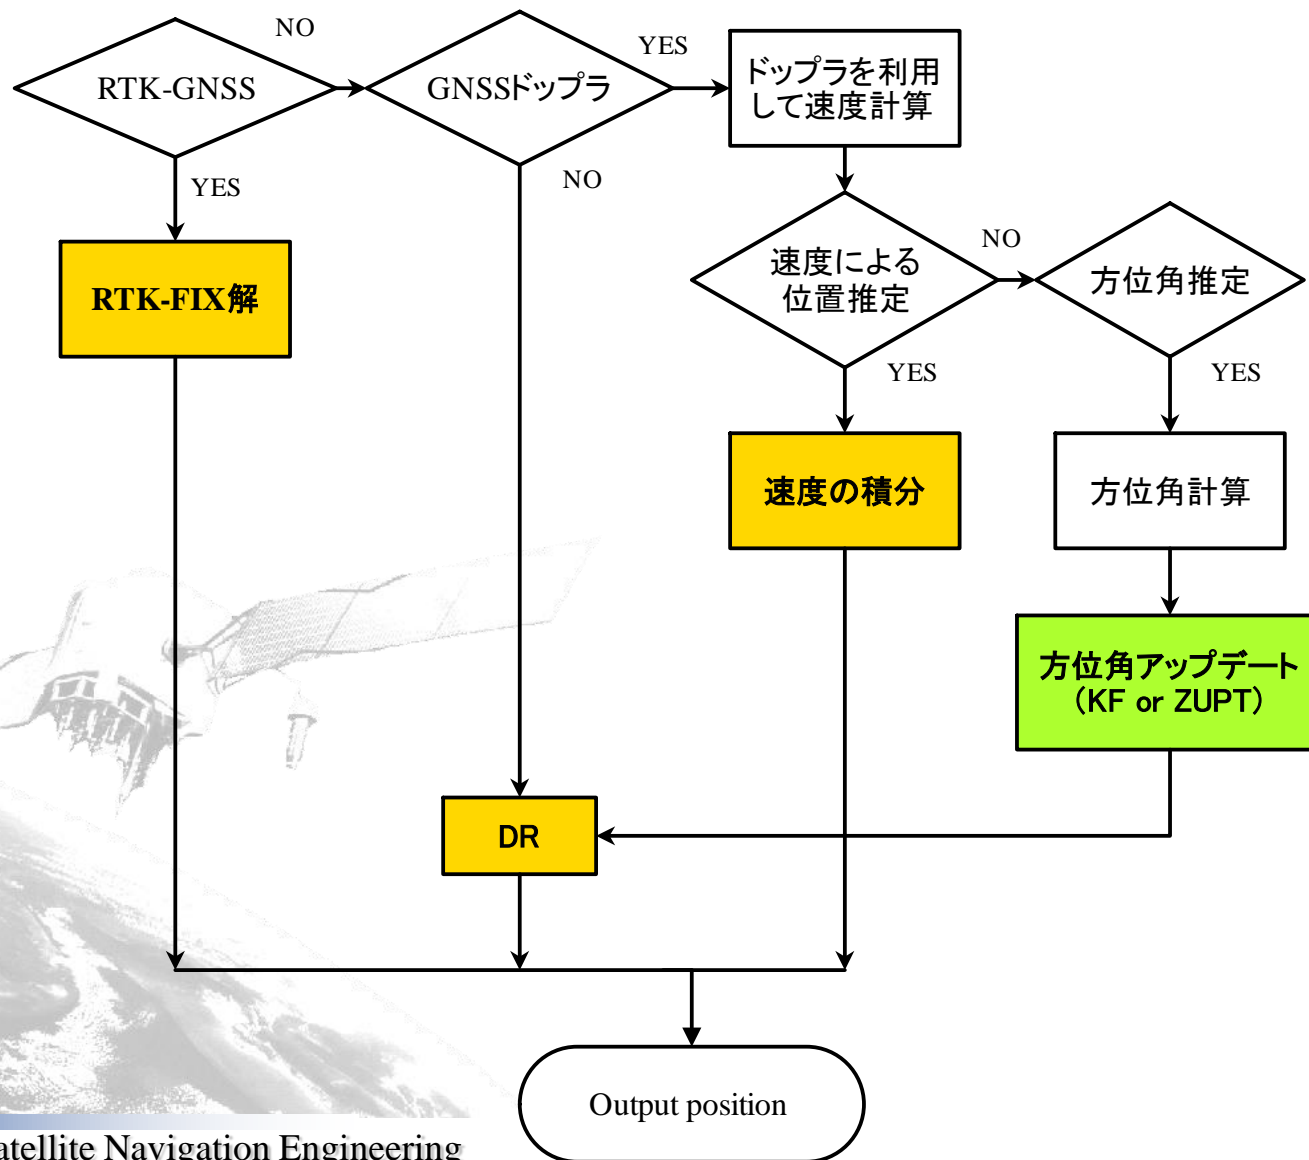 NO
YES
RTK-GNSS
GNSSドップラ
ドップラを利用
して速度計算
YES
NO
RTK-FIX解
速度による
位置推定
NO
方位角推定
YES
YES
速度の積分
方位角計算
方位角アップデート
(KF or ZUPT)
DR
Output position
atellite Navigation Engineering